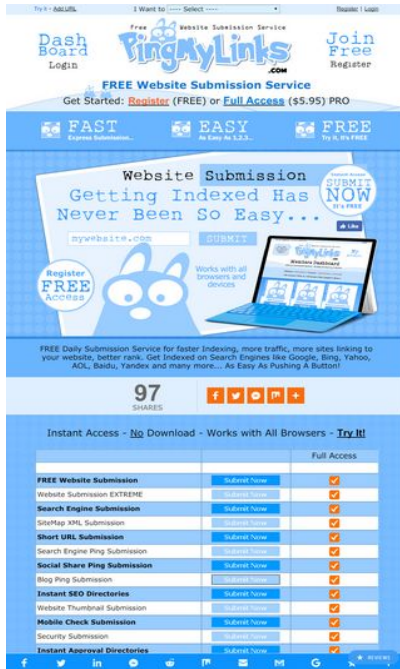 Try It - Add URL
I Want to ---- Select ----
Register | Login
Dash
Board
Login
Free Website Submission Service
PingMyLinks
.COM
Join
Free
Register
FREE Website Submission Service
Get Started: Register (FREE) or Full Access ($5.95) PRO
FAST
Express Submission...
EASY
As Easy As 1,2,3...
FREE
Try it, it's FREE
Website Submission
Getting Indexed Has
Never Been So Easy...
Instant Access
SUBMIT
NOW
It's FREE
Like
mywebsite.com
SUBMIT
Register
FREE
Access
Works with all
browsers and
devices
PingMyLinks
Members Dashboard
FREE Daily Submission Service for faster Indexing, more traffic, more sites linking to
your website, better rank. Get Indexed on Search Engines like Google, Bing, Yahoo,
AOL, Baidu, Yandex and many more... As Easy As Pushing A Button!
97
SHARES
Instant Access - No Download - Works with All Browsers - Try It!
Full Access
FREE Website Submission Submit Now
Website Submission EXTREME Submit Now
Search Engine Submission Submit Now
SiteMap XML Submission Submit Now
Short URL Submission Submit Now
Search Engine Ping Submission Submit Now
Social Share Ping Submission Submit Now
Blog Ping Submission Submit Now
Instant SEO Directories Submit Now
Website Thumbnail Submission Submit Now
Mobile Check Submission Submit Now
Security Submission Submit Now
Instant Approval Directories Submit Now
REVIEWS